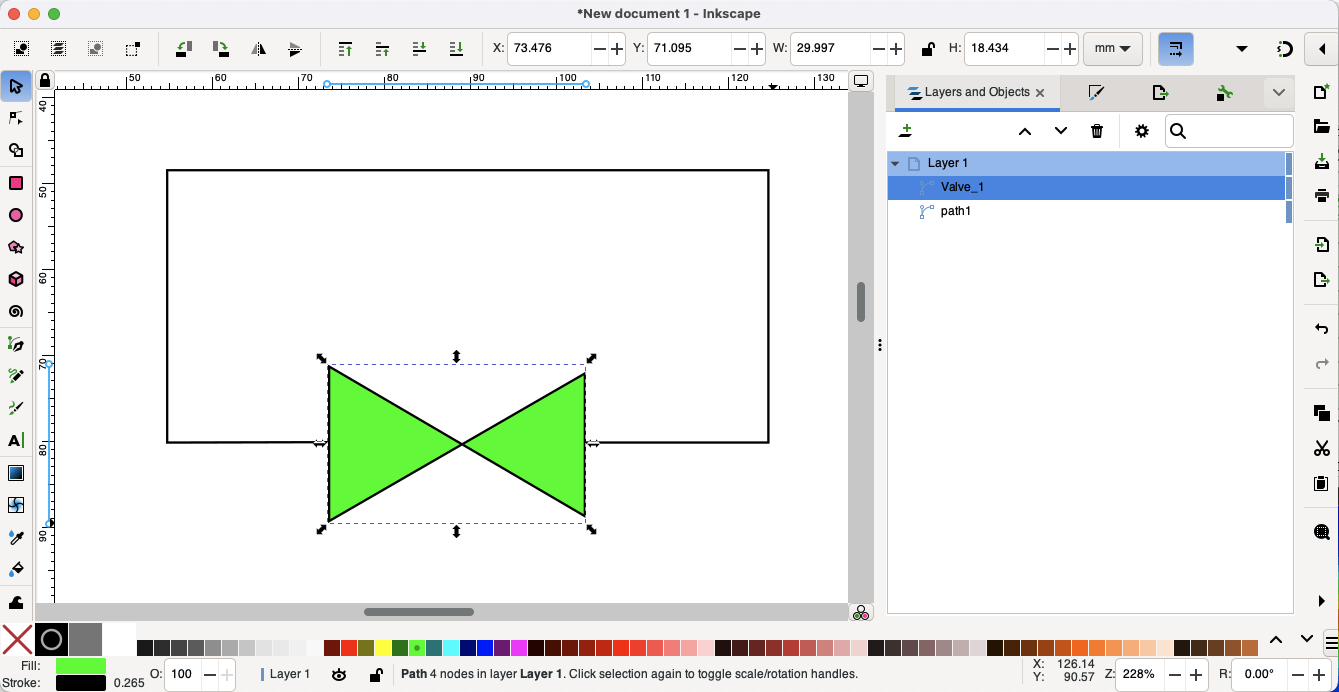 *New document 1 - Inkscape
X: 73.476 Y: 71.095 W: 29.997 H: 18.434 mm
50 60 70 80 90 100 110 120 130
40
50
60
70
80
90
Layers and Objects
Layer 1
Valve_1
path1
A
Fill:
Stroke: 0.265
O: 100
Layer 1
Path 4 nodes in layer Layer 1. Click selection again to toggle scale/rotation handles.
X: 126.14
Y: 90.57
Z: 228%
R: 0.00°